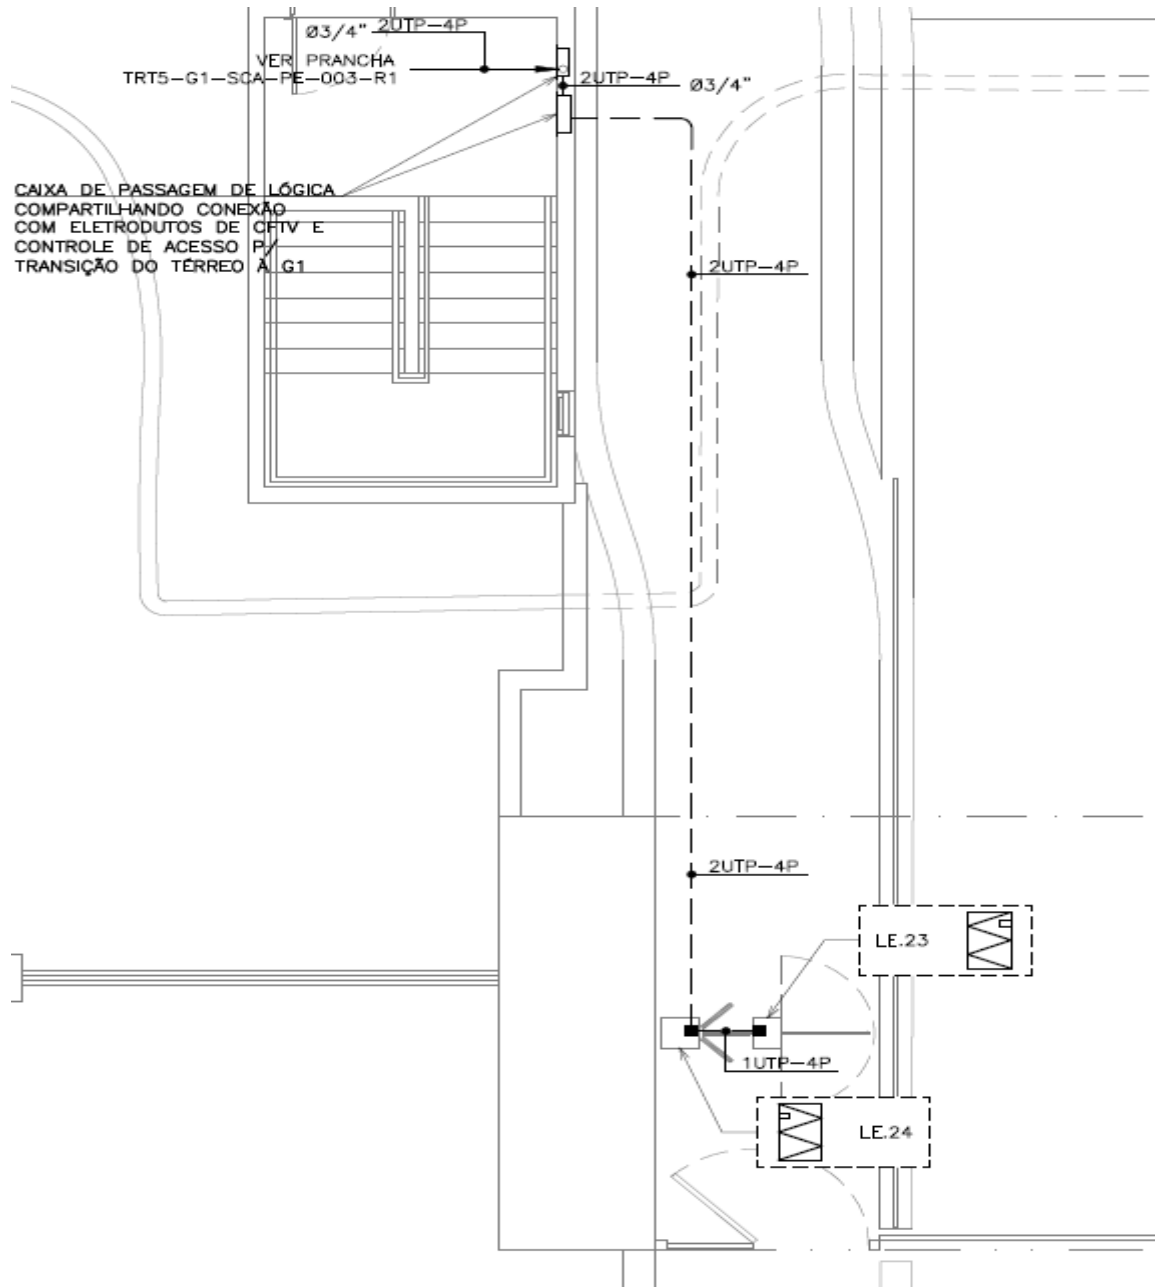 Ø3/4" 2UTP-4P
VER PRANCHA
TRT5-G1-SCA-PE-003-R1
2UTP-4P Ø3/4"
CAIXA DE PASSAGEM DE LÓGICA
COMPARTILHANDO CONEXÃO
COM ELETRODUTOS DE CFTV E
CONTROLE DE ACESSO P/
TRANSIÇÃO DO TÉRREO À G1
2UTP-4P
2UTP-4P
LE.23
1UTP-4P
LE.24